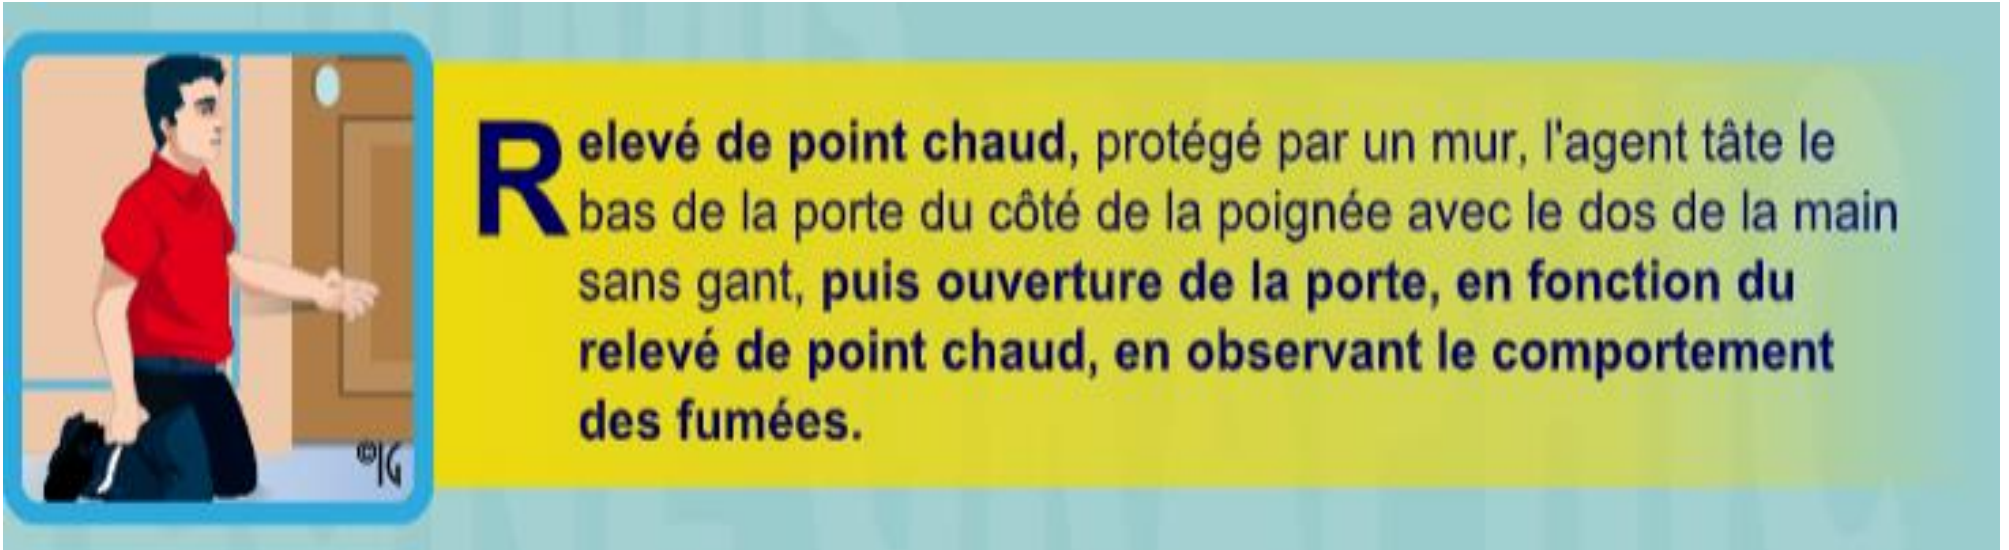 Relevé de point chaud, protégé par un mur, l'agent tâte le
bas de la porte du côté de la poignée avec le dos de la main
sans gant, puis ouverture de la porte, en fonction du
relevé de point chaud, en observant le comportement
des fumées.
©IG